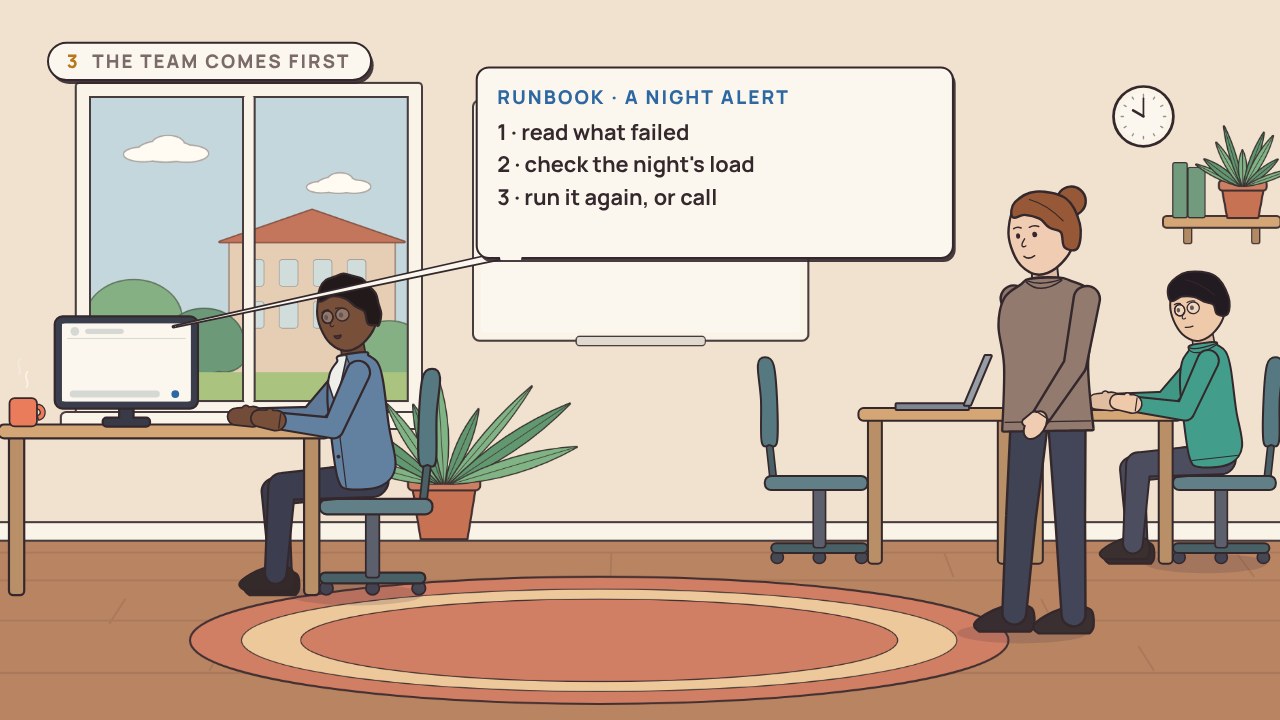 3 THE TEAM COMES FIRST
RUNBOOK · A NIGHT ALERT
1 · read what failed
2 · check the night's load
3 · run it again, or call